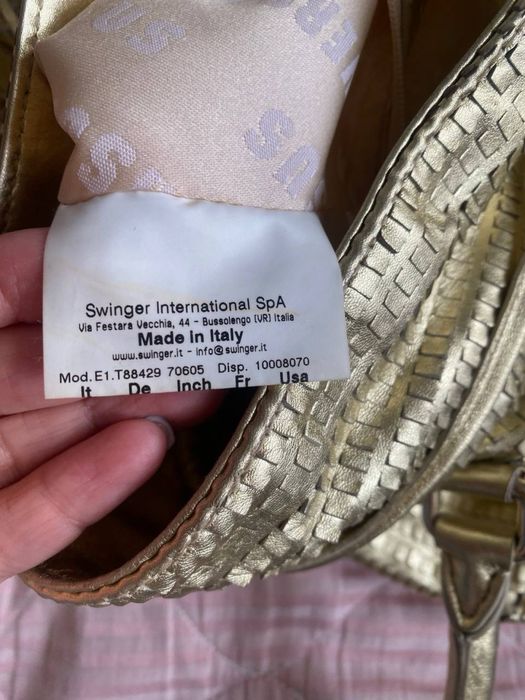 US
Swinger International SpA
Via Festara Vecchia, 44 - Bussolengo (VR) Italia
Made in Italy
www.swinger.it - info@swinger.it
Mod. E1.T88429 70605 Disp. 10008070
It De Inch Fr Usa